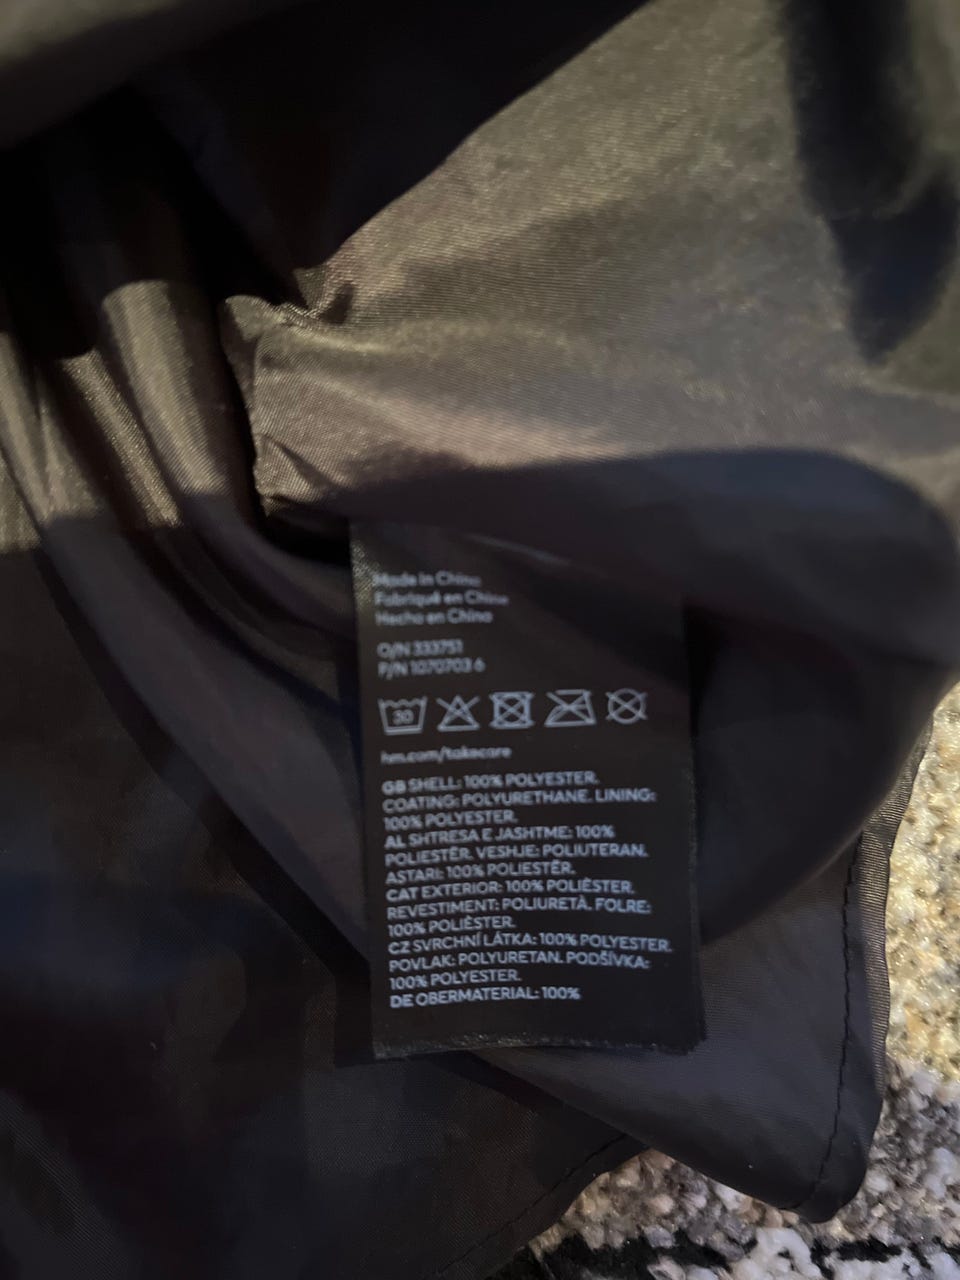 Made in China
Fabriqué en Chine
Hecho en China
O/N 333751
P/N 1070703 6
30
hm.com/takecare
GB SHELL: 100% POLYESTER.
COATING: POLYURETHANE. LINING:
100% POLYESTER.
AL SHTRESA E JASHTME: 100%
POLIESTËR. VESHJE: POLIUTERAN.
ASTARI: 100% POLIESTËR.
CAT EXTERIOR: 100% POLIÈSTER.
REVESTIMENT: POLIURETÀ. FOLRE:
100% POLIÈSTER.
CZ SVRCHNÍ LÁTKA: 100% POLYESTER.
POVLAK: POLYURETAN. PODŠÍVKA:
100% POLYESTER.
DE OBERMATERIAL: 100%